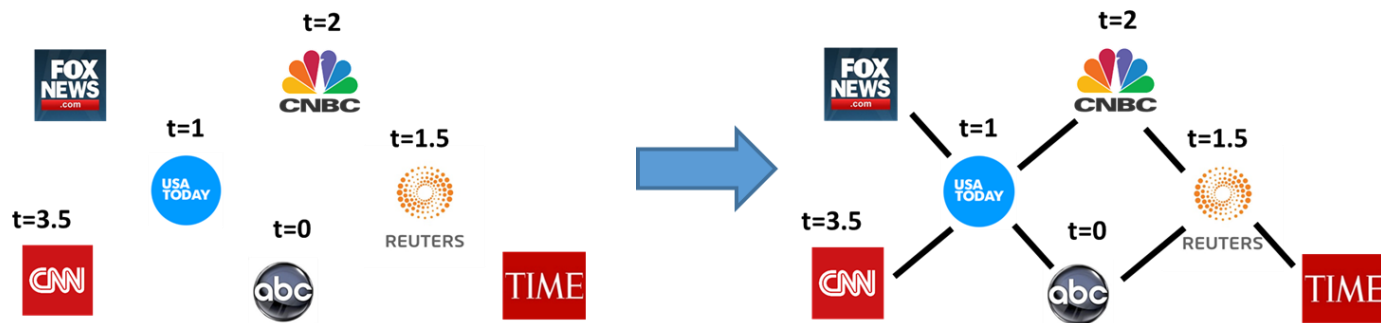 t=2
FOX
NEWS
.com
CNBC
t=1
t=1.5
USA
TODAY
t=3.5
t=0
REUTERS
CNN
abc
TIME
t=2
FOX
NEWS
.com
CNBC
t=1
t=1.5
USA
TODAY
t=3.5
t=0
REUTERS
CNN
abc
TIME